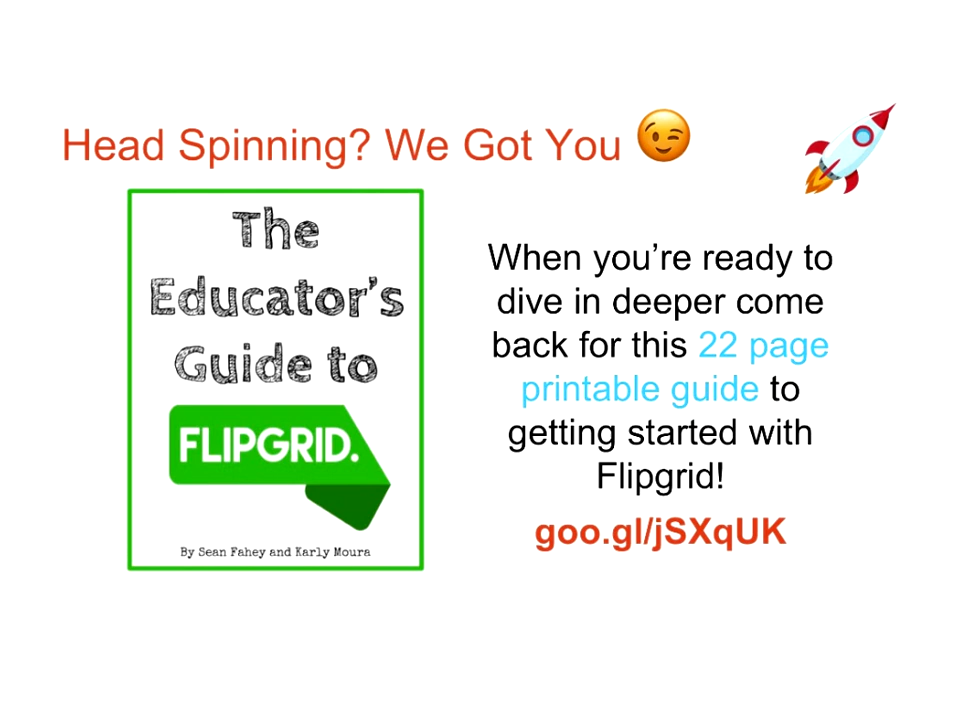 Head Spinning? We Got You 😉
The
Educator's
Guide to
FLIPGRID.
By Sean Fahey and Karly Moura
When you're ready to
dive in deeper come
back for this 22 page
printable guide to
getting started with
Flipgrid!
goo.gl/jSXqUK